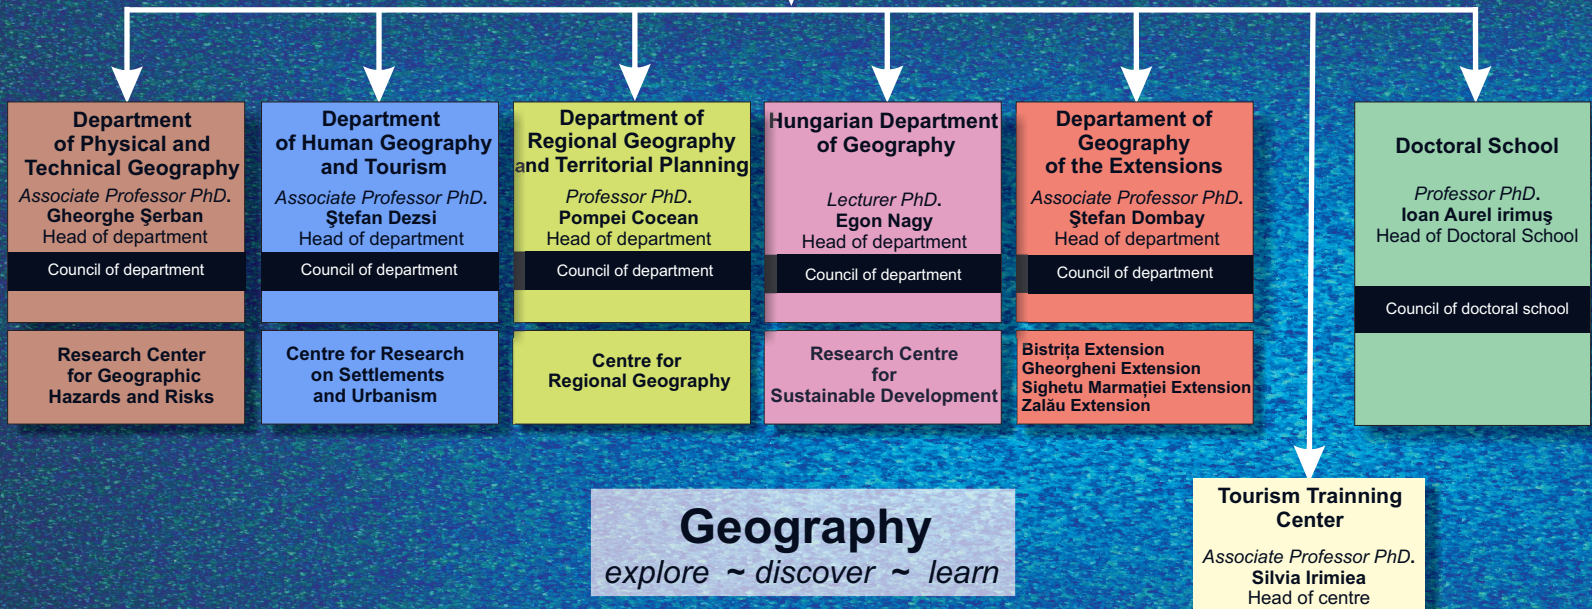 Department
of Physical and
Technical Geography
Associate Professor PhD.
Gheorghe Şerban
Head of department
Council of department
Research Center
for Geographic
Hazards and Risks
Department
of Human Geography
and Tourism
Associate Professor PhD.
Ştefan Dezsi
Head of department
Council of department
Centre for Research
on Settlements
and Urbanism
Department of
Regional Geography
and Territorial Planning
Professor PhD.
Pompei Cocean
Head of department
Council of department
Centre for
Regional Geography
Hungarian Department
of Geography
Lecturer PhD.
Egon Nagy
Head of department
Council of department
Research Centre
for
Sustainable Development
Departament of
Geography
of the Extensions
Associate Professor PhD.
Ştefan Dombay
Head of department
Council of department
Bistrița Extension
Gheorgheni Extension
Sighetu Marmației Extension
Zalău Extension
Doctoral School
Professor PhD.
Ioan Aurel irimuş
Head of Doctoral School
Council of doctoral school
Tourism Trainning
Center
Associate Professor PhD.
Silvia Irimiea
Head of centre
Geography
explore ~ discover ~ learn